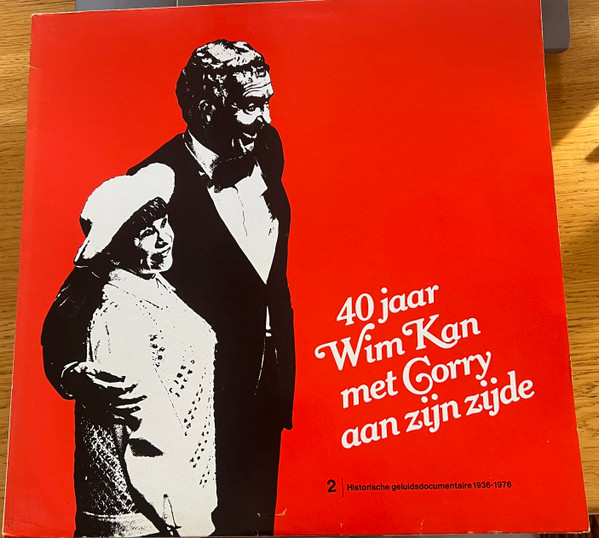 40 jaar
Wim Kan
met Corry
aan zijn zijde
2 | Historische geluidsdocumentaire 1936-1976